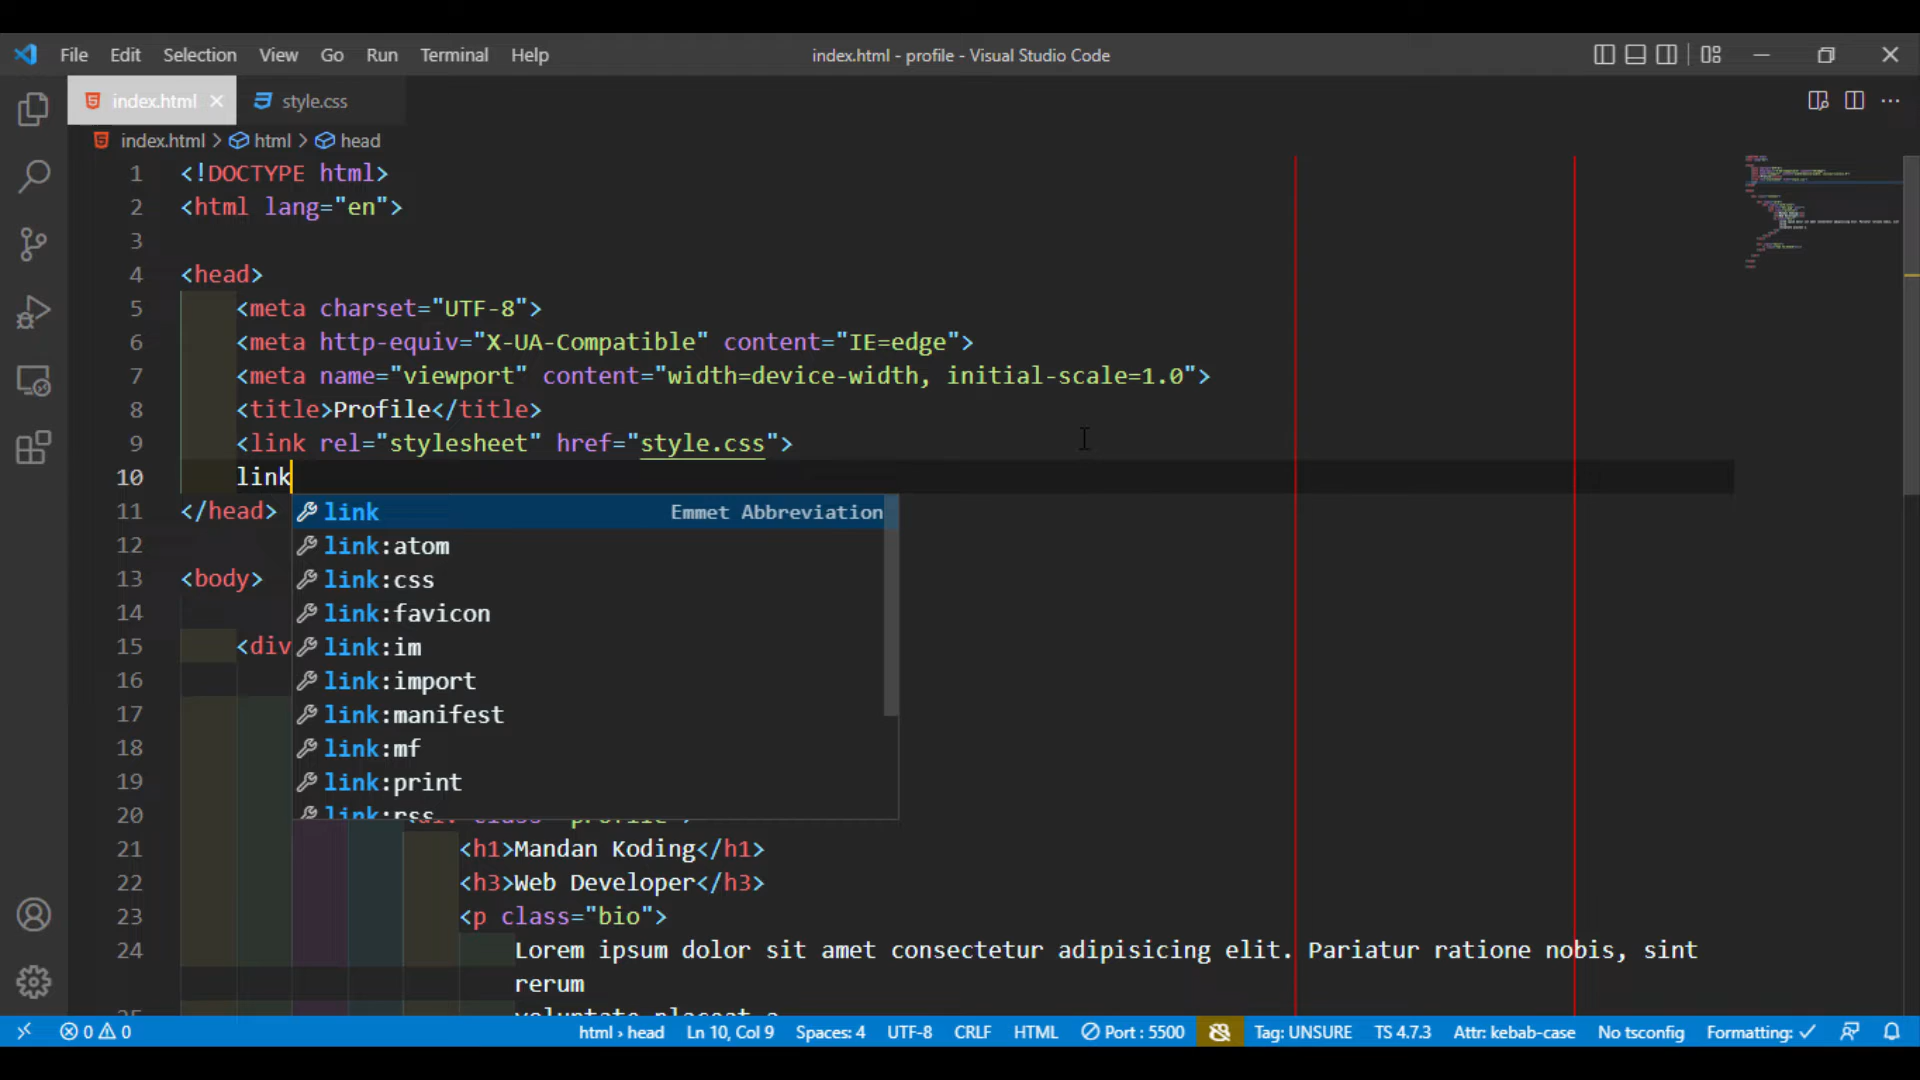 File Edit Selection View Go Run Terminal Help
index.html - profile - Visual Studio Code
index.html style.css
index.html > html > head
1 <!DOCTYPE html>
2 <html lang="en">
3
4 <head>
5 <meta charset="UTF-8">
6 <meta http-equiv="X-UA-Compatible" content="IE=edge">
7 <meta name="viewport" content="width=device-width, initial-scale=1.0">
8 <title>Profile</title>
9 <link rel="stylesheet" href="style.css">
10 link
11 </head>
link Emmet Abbreviation
12
link:atom
13 <body>
link:css
14
link:favicon
15 <div
link:im
16
link:import
17
link:manifest
18
link:mf
19
link:print
20
link:rss
21 <h1>Mandan Koding</h1>
22 <h3>Web Developer</h3>
23 <p class="bio">
24 Lorem ipsum dolor sit amet consectetur adipisicing elit. Pariatur ratione nobis, sint
rerum
0 0 html › head Ln 10, Col 9 Spaces: 4 UTF-8 CRLF HTML Port : 5500 Tag: UNSURE TS 4.7.3 Attr: kebab-case No tsconfig Formatting: ✓